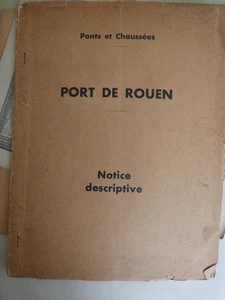 Ponts et Chaussées
PORT DE ROUEN
Notice
descriptive